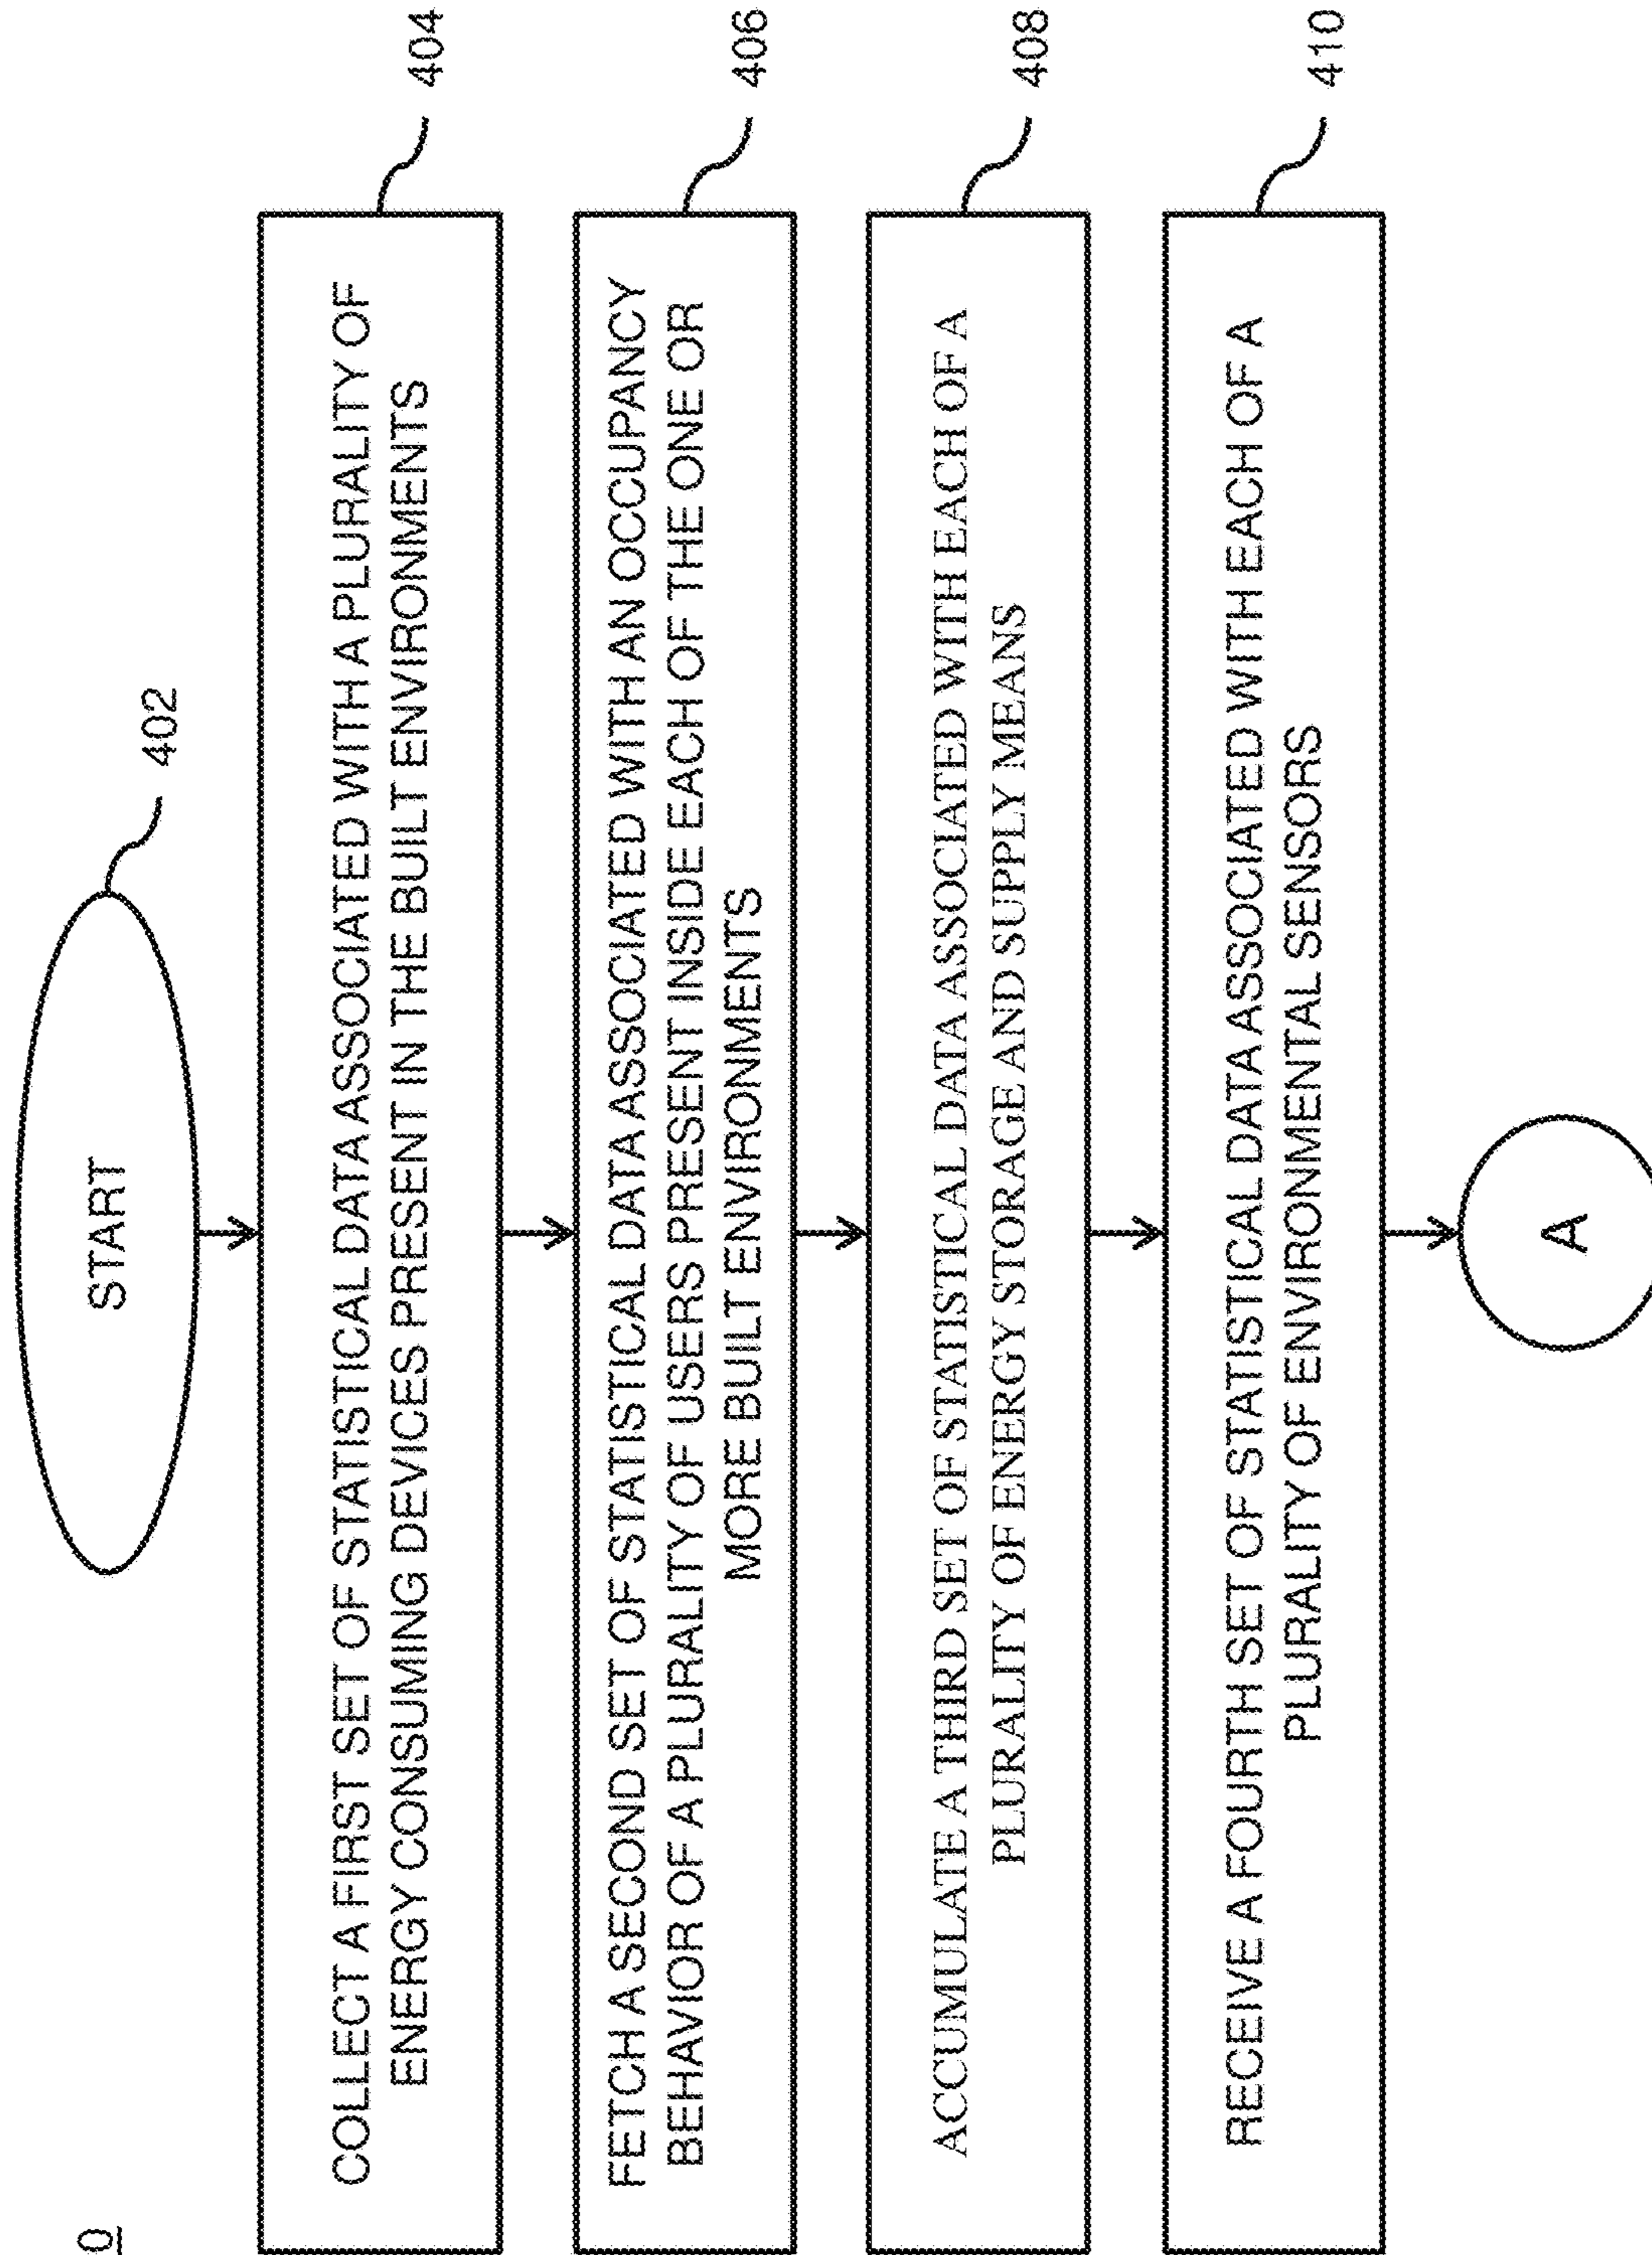 0
START
402
COLLECT A FIRST SET OF STATISTICAL DATA ASSOCIATED WITH A PLURALITY OF
ENERGY CONSUMING DEVICES PRESENT IN THE BUILT ENVIRONMENTS
404
FETCH A SECOND SET OF STATISTICAL DATA ASSOCIATED WITH AN OCCUPANCY
BEHAVIOR OF A PLURALITY OF USERS PRESENT INSIDE EACH OF THE ONE OR
MORE BUILT ENVIRONMENTS
406
ACCUMULATE A THIRD SET OF STATISTICAL DATA ASSOCIATED WITH EACH OF A
PLURALITY OF ENERGY STORAGE AND SUPPLY MEANS
408
RECEIVE A FOURTH SET OF STATISTICAL DATA ASSOCIATED WITH EACH OF A
PLURALITY OF ENVIRONMENTAL SENSORS
410
A